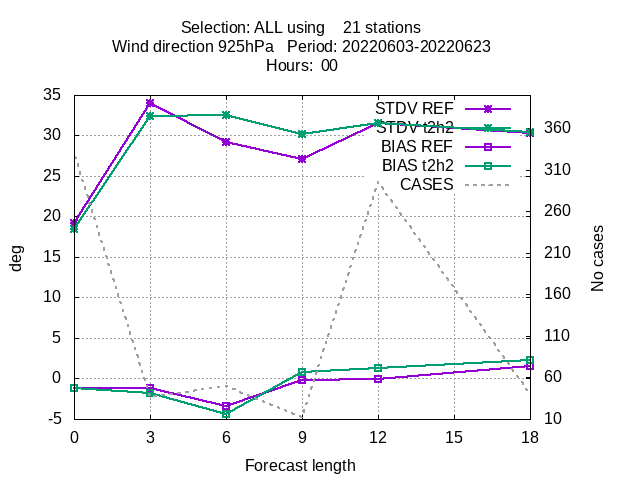 Selection: ALL using    21 stations
Wind direction 925hPa   Period: 20220603-20220623
Hours:  00
35
30
25
20
15
10
5
0
-5
360
310
260
210
160
110
60
10
0 3 6 9 12 15 18
deg
No cases
Forecast length
STDV REF
STDV t2h2
BIAS REF
BIAS t2h2
CASES